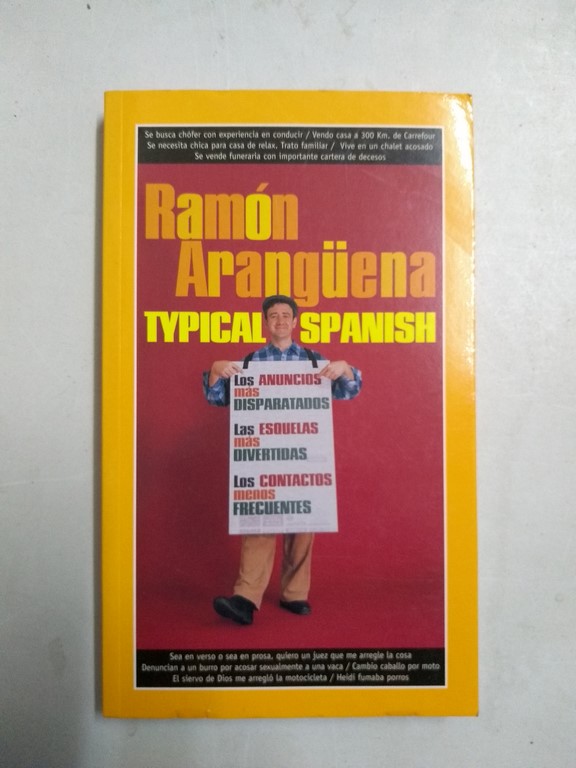 Se busca chófer con experiencia en conducir / Vendo casa a 300 Km. de Carrefour
Se necesita chica para casa de relax. Trato familiar / Vive en un chalet acosado
Se vende funeraria con importante cartera de decesos
Ramón
Arangüena
TYPICAL SPANISH
Los ANUNCIOS
más
DISPARATADOS
Las ESQUELAS
más
DIVERTIDAS
Los CONTACTOS
menos
FRECUENTES
Sea en verso o sea en prosa, quiero un juez que me arregle la cosa
Denuncian a un burro por acosar sexualmente a una vaca / Cambio caballo por moto
El siervo de Dios me arregló la motocicleta / Heidi fumaba porros